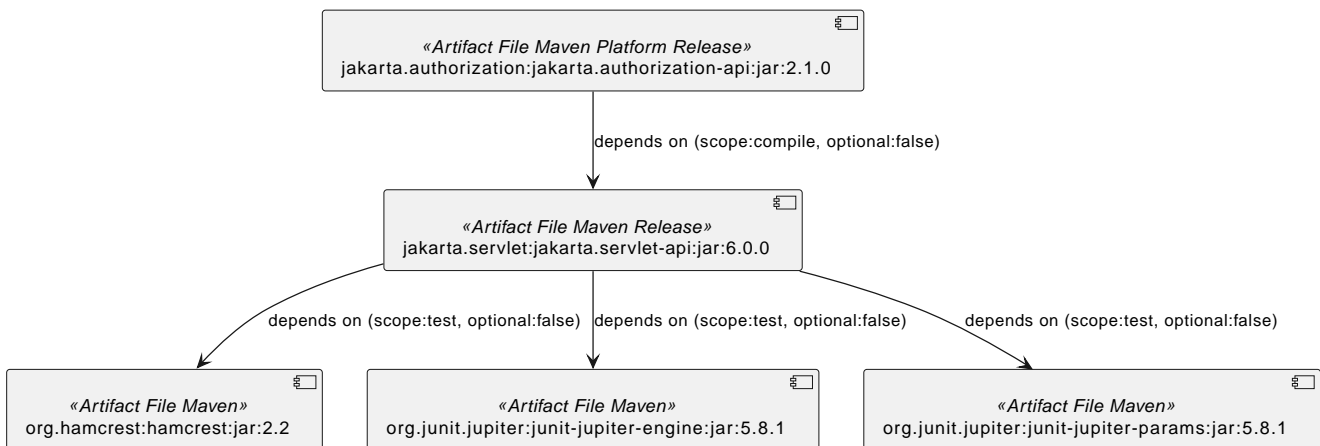 «Artifact File Maven Platform Release»
jakarta.authorization:jakarta.authorization-api:jar:2.1.0
depends on (scope:compile, optional:false)
«Artifact File Maven Release»
jakarta.servlet:jakarta.servlet-api:jar:6.0.0
depends on (scope:test, optional:false)
depends on (scope:test, optional:false)
depends on (scope:test, optional:false)
«Artifact File Maven»
org.hamcrest:hamcrest:jar:2.2
«Artifact File Maven»
org.junit.jupiter:junit-jupiter-engine:jar:5.8.1
«Artifact File Maven»
org.junit.jupiter:junit-jupiter-params:jar:5.8.1